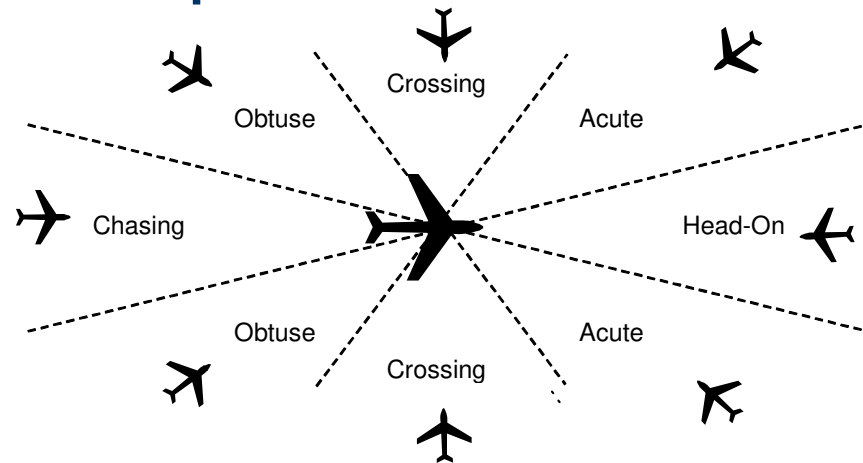 Crossing
Obtuse
Acute
Chasing
Head-On
Obtuse
Acute
Crossing